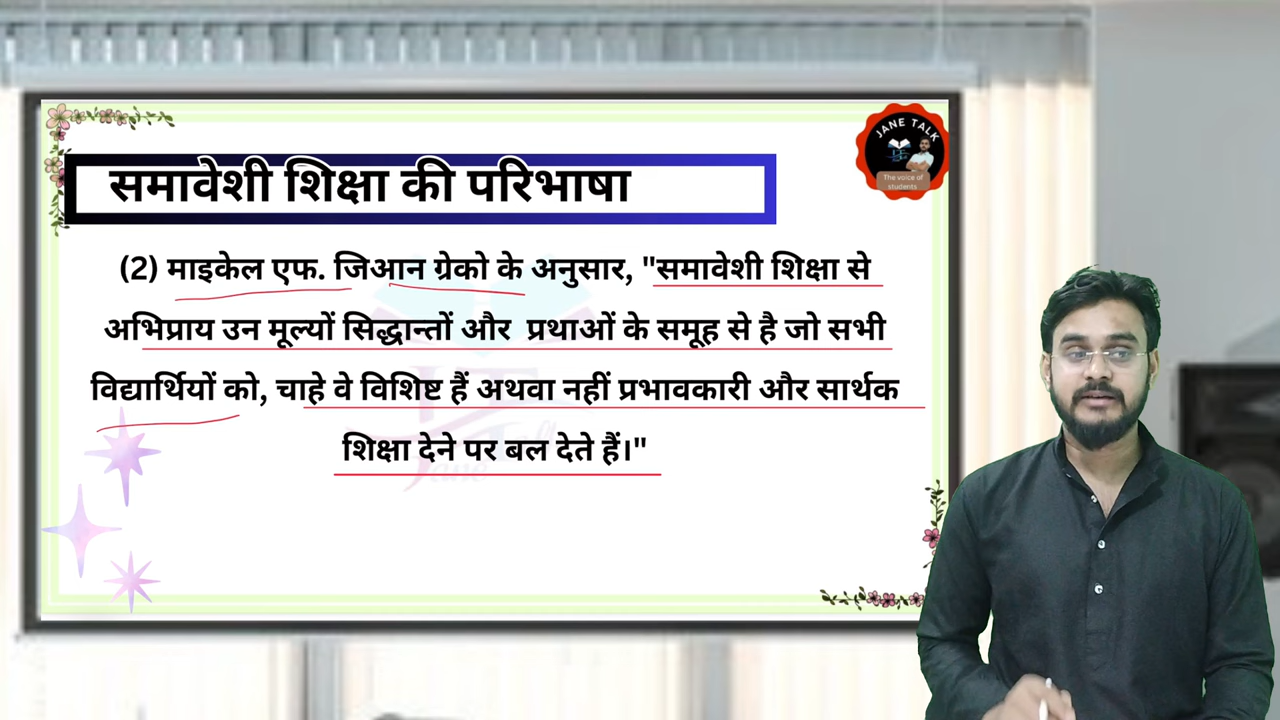 समावेशी शिक्षा की परिभाषा
JANE TALK
The voice of
students
(2) माइकेल एफ. जिआन ग्रेको के अनुसार, "समावेशी शिक्षा से
अभिप्राय उन मूल्यों सिद्धान्तों और प्रथाओं के समूह से है जो सभी
विद्यार्थियों को, चाहे वे विशिष्ट हैं अथवा नहीं प्रभावकारी और सार्थक
शिक्षा देने पर बल देते हैं।"